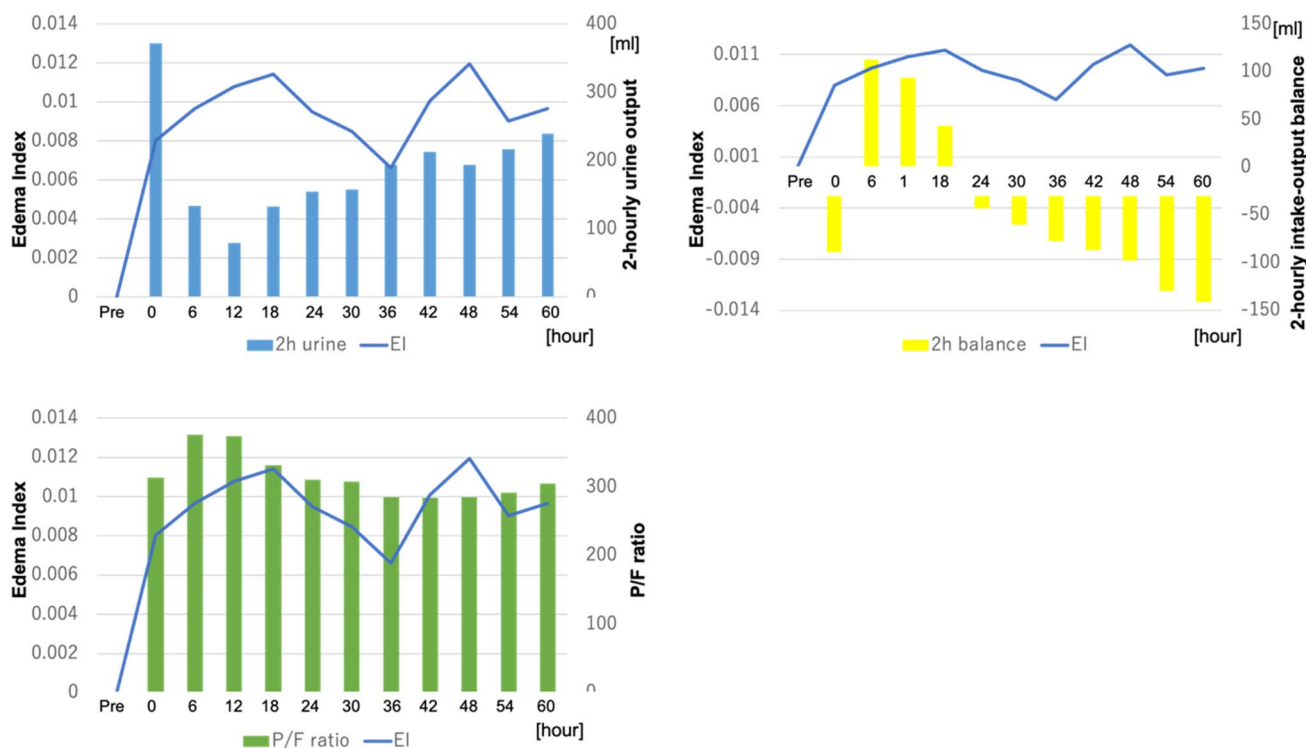 0.014
0.012
0.01
0.008
0.006
0.004
0.002
0
Edema Index
400
[ml]
300
200
100
0
2-hourly urine output
Pre 0 6 12 18 24 30 36 42 48 54 60
[hour]
2h urine EI
0.011
0.006
0.001
-0.004
-0.009
-0.014
Edema Index
150
[ml]
100
50
0
-50
-100
-150
2-hourly intake-output balance
Pre 0 6 1 18 24 30 36 42 48 54 60
[hour]
2h balance EI
0.014
0.012
0.01
0.008
0.006
0.004
0.002
0
Edema Index
400
300
200
100
0
P/F ratio
Pre 0 6 12 18 24 30 36 42 48 54 60
[hour]
P/F ratio EI